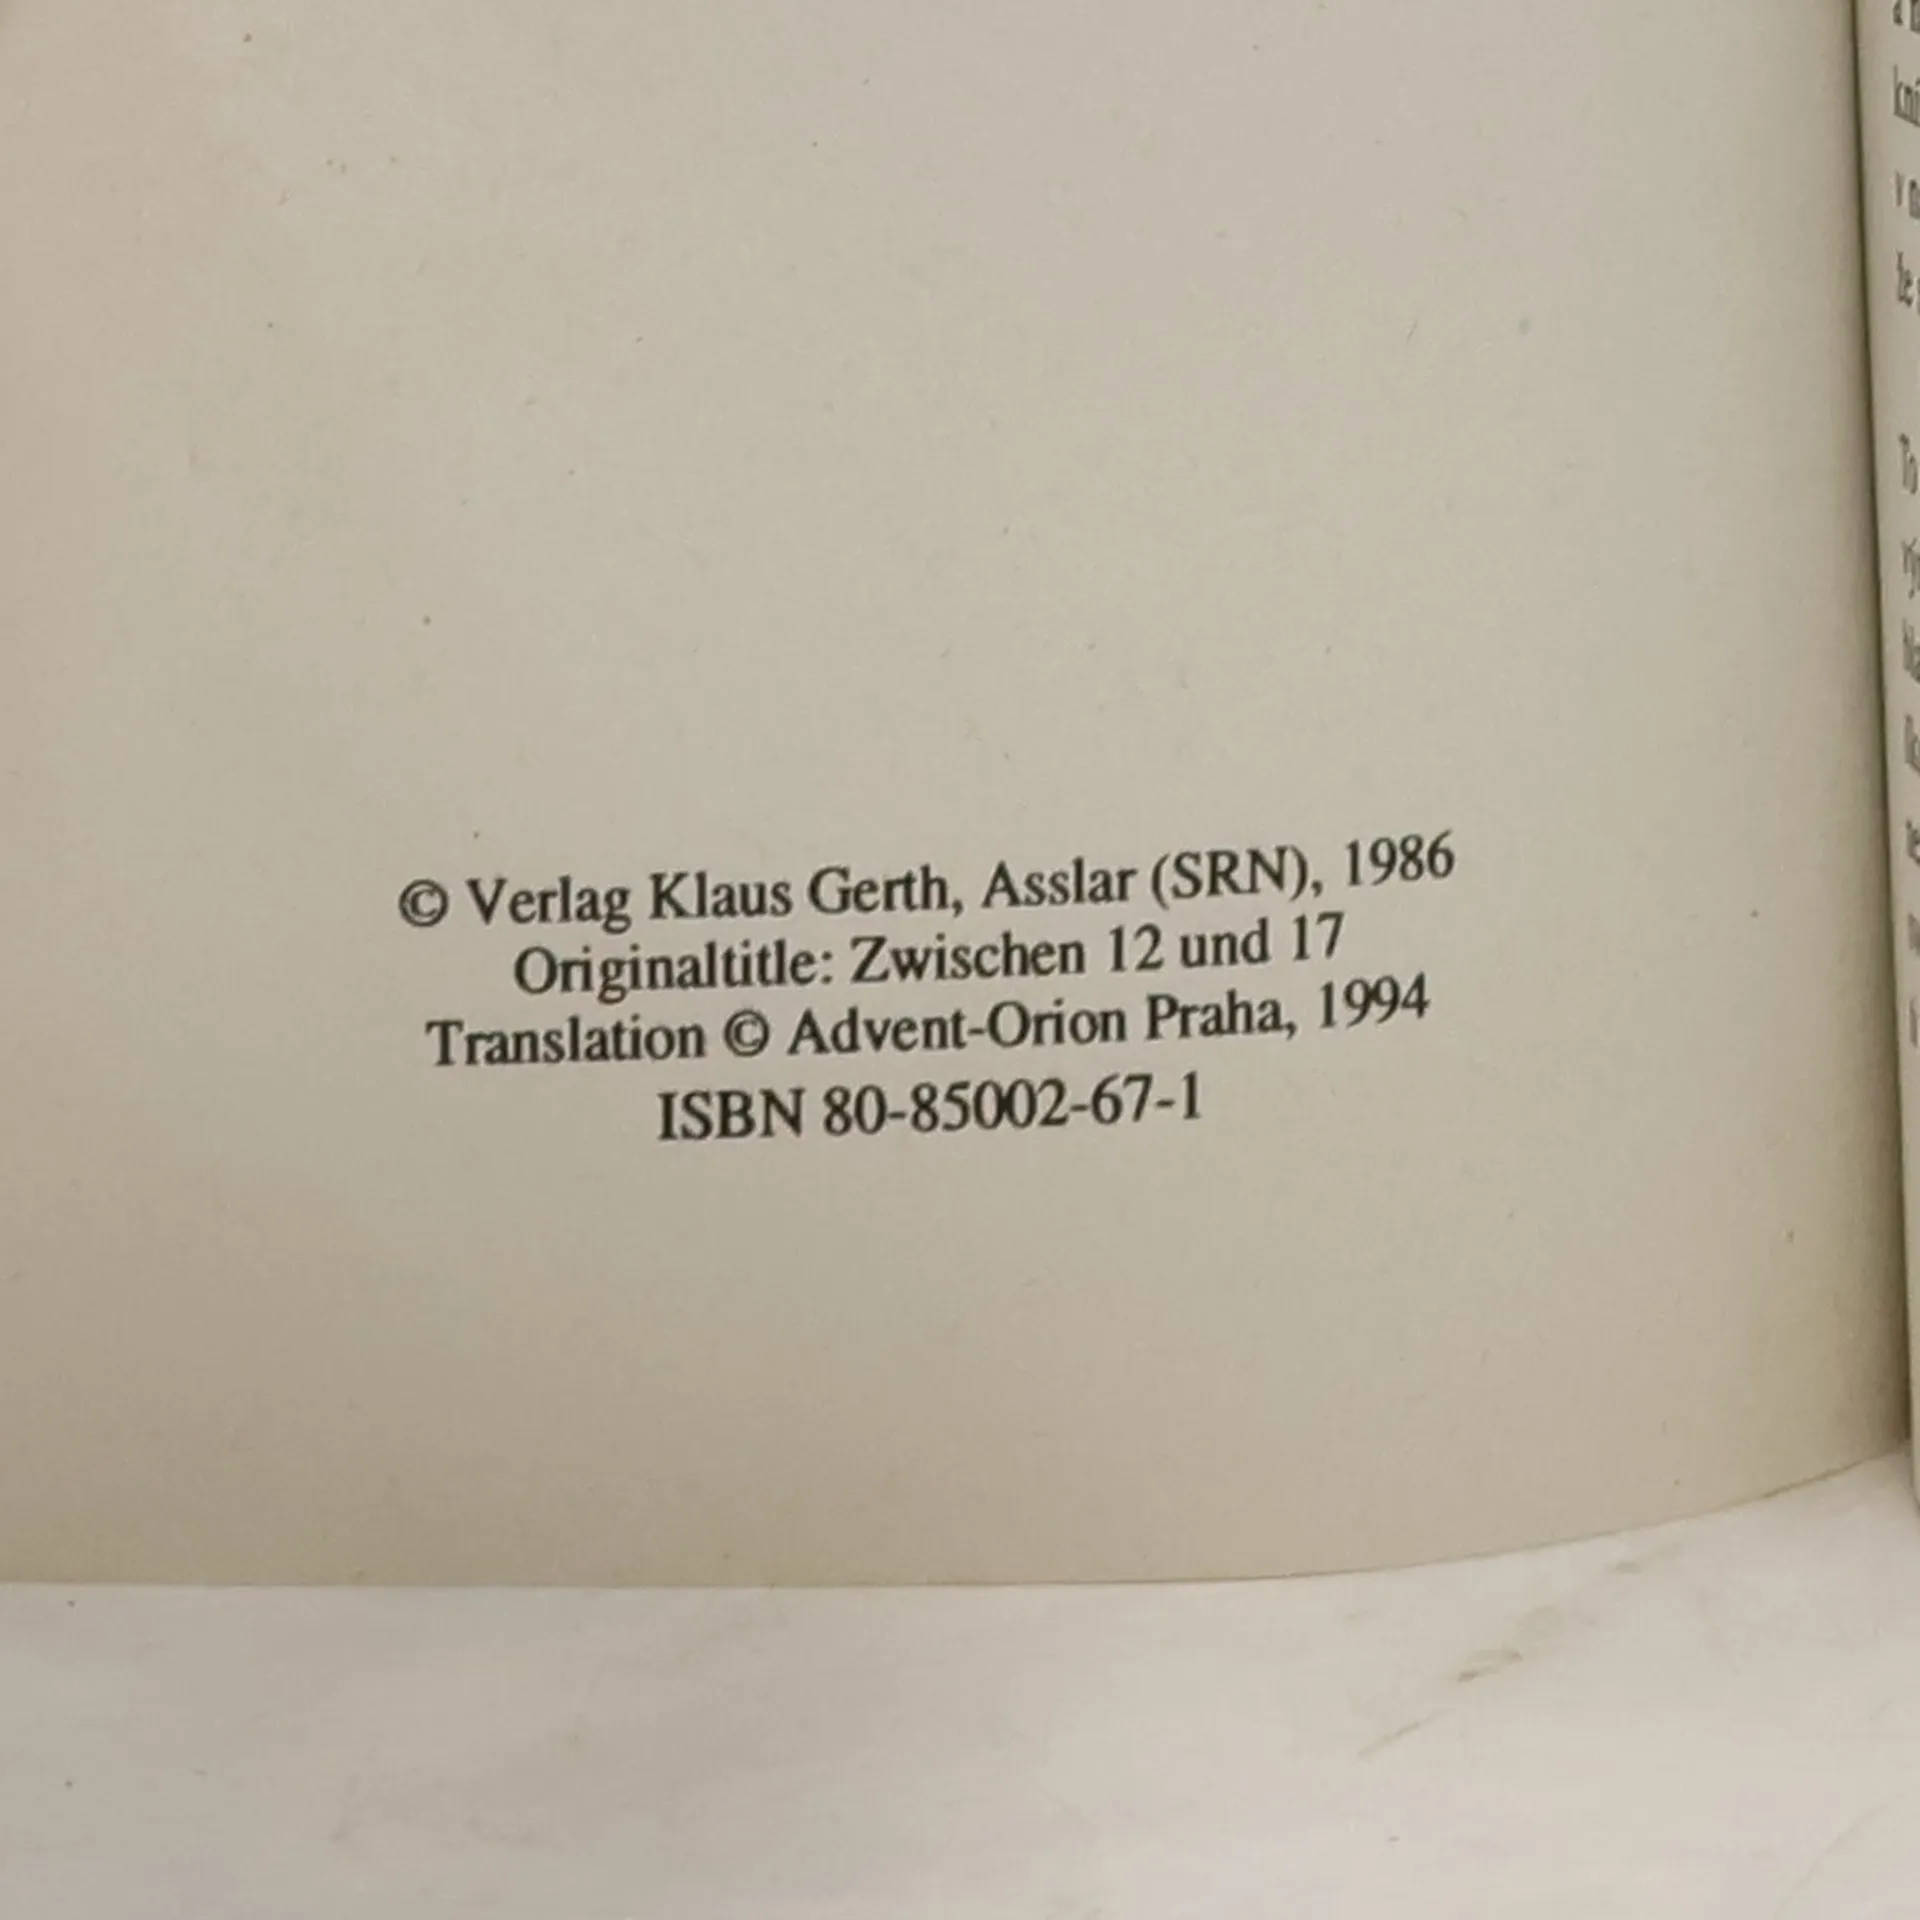 © Verlag Klaus Gerth, Asslar (SRN), 1986
Originaltitle: Zwischen 12 und 17
Translation © Advent-Orion Praha, 1994
ISBN 80-85002-67-1
To